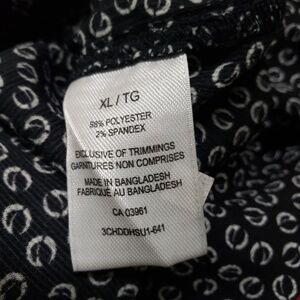 XL / TG
98% POLYESTER
2% SPANDEX
EXCLUSIVE OF TRIMMINGS
GARNITURES NON COMPRISES
MADE IN BANGLADESH
FABRIQUÉ AU BANGLADESH
CA 03961
3CHDDHSU1-641